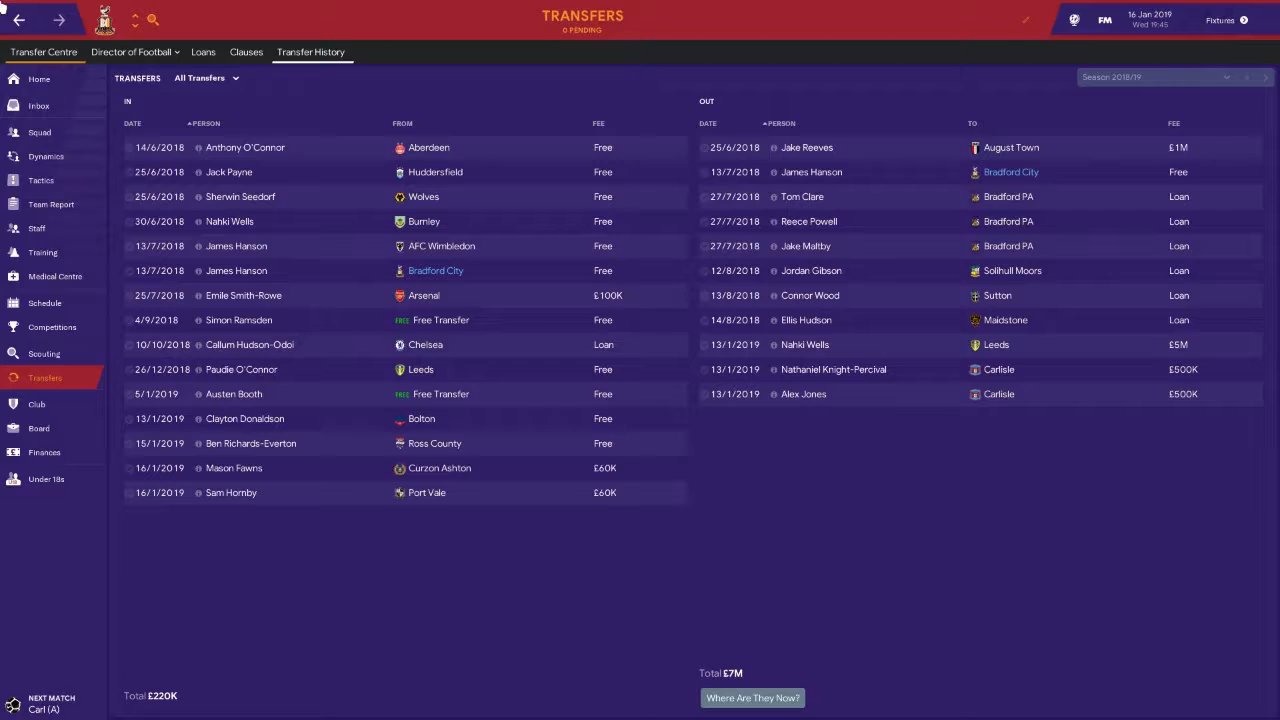 TRANSFERS
0 PENDING
FM
16 Jan 2019
Wed 19:45
Fixtures
Transfer Centre
Director of Football
Loans
Clauses
Transfer History
Home
Inbox
Squad
Dynamics
Tactics
Team Report
Staff
Training
Medical Centre
Schedule
Competitions
Scouting
Transfers
Club
Board
Finances
Under 18s
NEXT MATCH
Carl (A)
TRANSFERS All Transfers
Season 2018/19
IN
DATE PERSON FROM FEE
14/6/2018 Anthony O'Connor Aberdeen Free
25/6/2018 Jack Payne Huddersfield Free
25/6/2018 Sherwin Seedorf Wolves Free
30/6/2018 Nahki Wells Burnley Free
13/7/2018 James Hanson AFC Wimbledon Free
13/7/2018 James Hanson Bradford City Free
25/7/2018 Emile Smith-Rowe Arsenal £100K
4/9/2018 Simon Ramsden FREE Free Transfer Free
10/10/2018 Callum Hudson-Odoi Chelsea Loan
26/12/2018 Paudie O'Connor Leeds Free
5/1/2019 Austen Booth FREE Free Transfer Free
13/1/2019 Clayton Donaldson Bolton Free
15/1/2019 Ben Richards-Everton Ross County Free
16/1/2019 Mason Fawns Curzon Ashton £60K
16/1/2019 Sam Hornby Port Vale £60K
Total £220K
OUT
DATE PERSON TO FEE
25/6/2018 Jake Reeves August Town £1M
13/7/2018 James Hanson Bradford City Free
27/7/2018 Tom Clare Bradford PA Loan
27/7/2018 Reece Powell Bradford PA Loan
27/7/2018 Jake Maltby Bradford PA Loan
12/8/2018 Jordan Gibson Solihull Moors Loan
13/8/2018 Connor Wood Sutton Loan
14/8/2018 Ellis Hudson Maidstone Loan
13/1/2019 Nahki Wells Leeds £5M
13/1/2019 Nathaniel Knight-Percival Carlisle £500K
13/1/2019 Alex Jones Carlisle £500K
Total £7M
Where Are They Now?